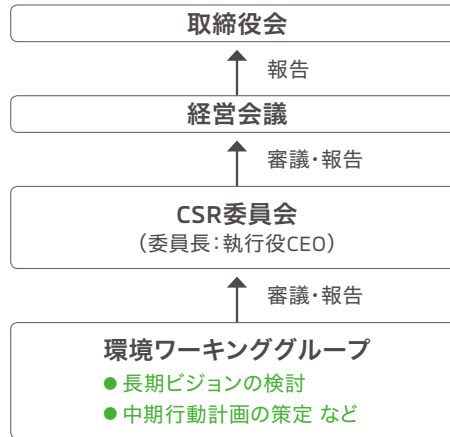 取締役会
報告
経営会議
審議・報告
CSR委員会
（委員長：執行役CEO）
審議・報告
環境ワーキンググループ
● 長期ビジョンの検討
● 中期行動計画の策定 など